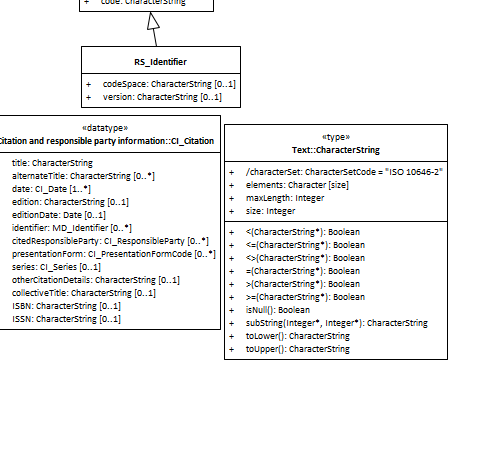 + code: CharacterString
RS_Identifier
+ codeSpace: CharacterString [0..1]
+ version: CharacterString [0..1]
«datatype»
Citation and responsible party information::CI_Citation
title: CharacterString
alternateTitle: CharacterString [0..*]
date: CI_Date [1..*]
edition: CharacterString [0..1]
editionDate: Date [0..1]
identifier: MD_Identifier [0..*]
citedResponsibleParty: CI_ResponsibleParty [0..*]
presentationForm: CI_PresentationFormCode [0..*]
series: CI_Series [0..1]
otherCitationDetails: CharacterString [0..1]
collectiveTitle: CharacterString [0..1]
ISBN: CharacterString [0..1]
ISSN: CharacterString [0..1]
«type»
Text::CharacterString
+ /characterSet: CharacterSetCode = "ISO 10646-2"
+ elements: Character [size]
+ maxLength: Integer
+ size: Integer
+ <(CharacterString*): Boolean
+ <=(CharacterString*): Boolean
+ <>(CharacterString*): Boolean
+ =(CharacterString*): Boolean
+ >(CharacterString*): Boolean
+ >=(CharacterString*): Boolean
+ isNull(): Boolean
+ subString(Integer*, Integer*): CharacterString
+ toLower(): CharacterString
+ toUpper(): CharacterString